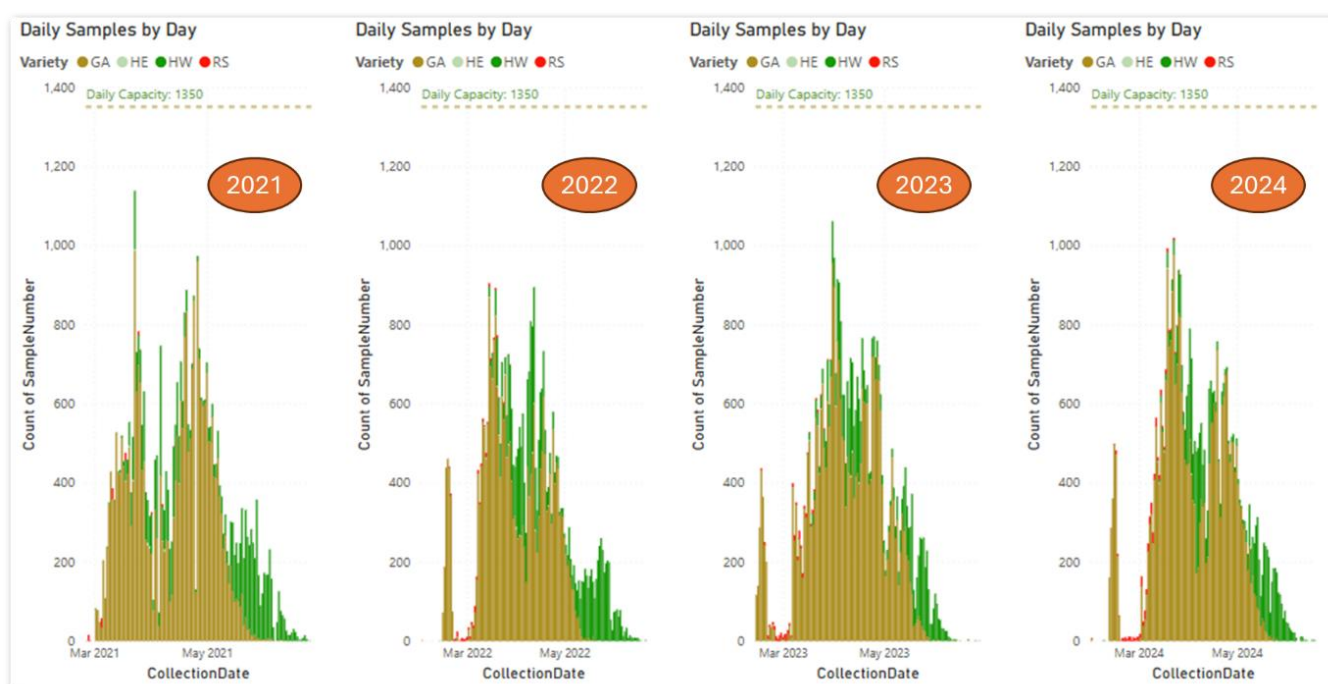 Daily Samples by Day
Variety GA HE HW RS
1,400
Daily Capacity: 1350
1,200
2021
1,000
800
600
400
200
0
Count of SampleNumber
Mar 2021 May 2021
CollectionDate
Daily Samples by Day
Variety GA HE HW RS
1,400
Daily Capacity: 1350
1,200
2022
1,000
800
600
400
200
0
Count of SampleNumber
Mar 2022 May 2022
CollectionDate
Daily Samples by Day
Variety GA HE HW RS
1,400
Daily Capacity: 1350
1,200
2023
1,000
800
600
400
200
0
Count of SampleNumber
Mar 2023 May 2023
CollectionDate
Daily Samples by Day
Variety GA HE HW RS
1,400
Daily Capacity: 1350
1,200
2024
1,000
800
600
400
200
0
Count of SampleNumber
Mar 2024 May 2024
CollectionDate